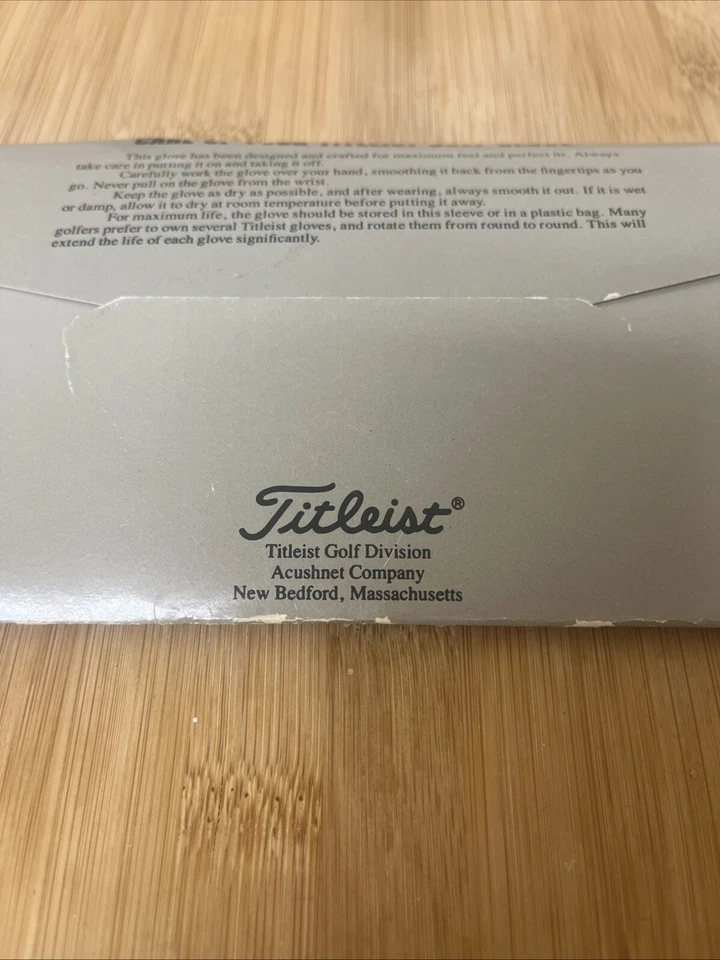 This glove has been designed and crafted for maximum feel and perfect fit. Always
take care in putting it on and taking it off.
Carefully work the glove over your hand, smoothing it back from the fingertips as you
go. Never pull on the glove from the wrist.
Keep the glove as dry as possible, and after wearing, always smooth it out. If it is wet
or damp, allow it to dry at room temperature before putting it away.
For maximum life, the glove should be stored in this sleeve or in a plastic bag. Many
golfers prefer to own several Titleist gloves, and rotate them from round to round. This will
extend the life of each glove significantly.
Titleist®
Titleist Golf Division
Acushnet Company
New Bedford, Massachusetts